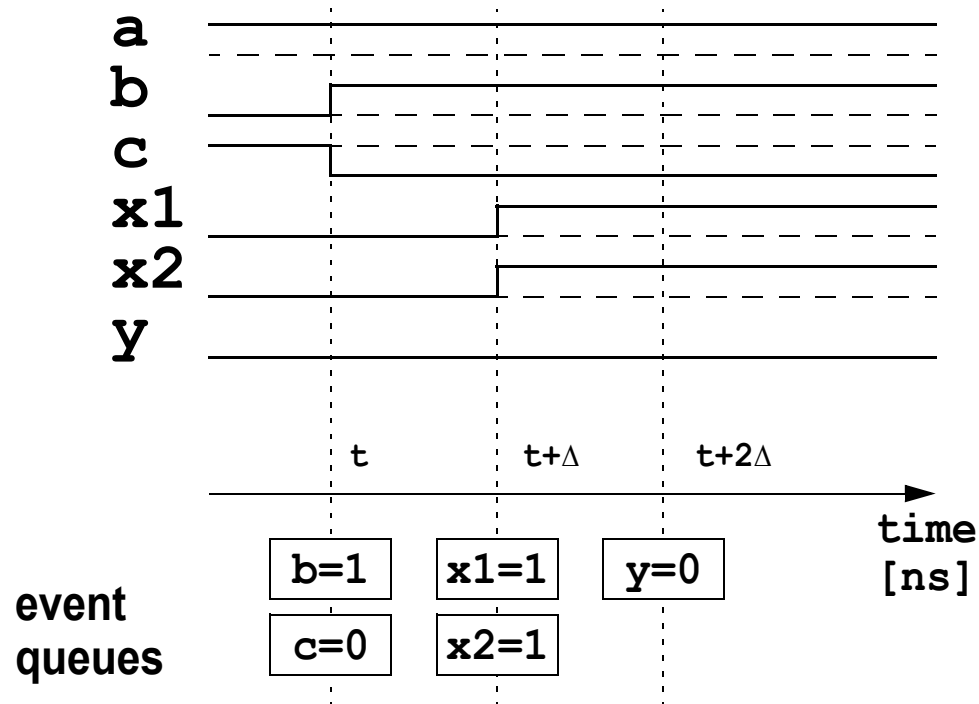 a
b
c
x1
x2
y
t
t+Δ
t+2Δ
time
[ns]
event
queues
b=1
x1=1
y=0
c=0
x2=1